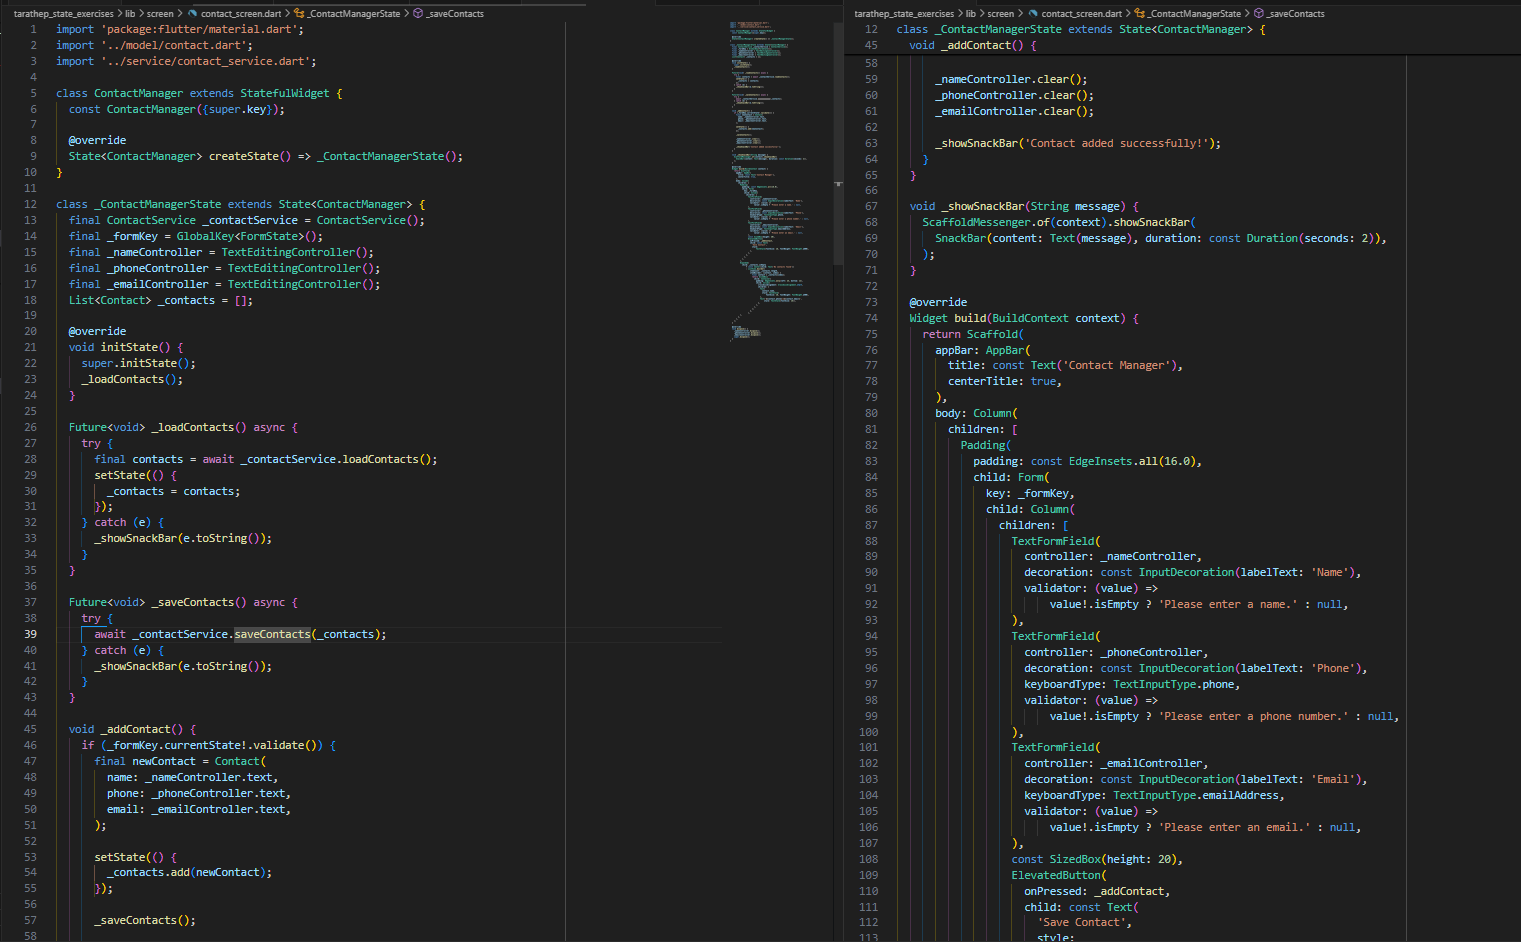 tarathep_state_exercises > lib > screen > contact_screen.dart > _ContactManagerState > _saveContacts
1 import 'package:flutter/material.dart';
2 import '../model/contact.dart';
3 import '../service/contact_service.dart';
4
5 class ContactManager extends StatefulWidget {
6 const ContactManager({super.key});
7
8 @override
9 State<ContactManager> createState() => _ContactManagerState();
10 }
11
12 class _ContactManagerState extends State<ContactManager> {
13 final ContactService _contactService = ContactService();
14 final _formKey = GlobalKey<FormState>();
15 final _nameController = TextEditingController();
16 final _phoneController = TextEditingController();
17 final _emailController = TextEditingController();
18 List<Contact> _contacts = [];
19
20 @override
21 void initState() {
22 super.initState();
23 _loadContacts();
24 }
25
26 Future<void> _loadContacts() async {
27 try {
28 final contacts = await _contactService.loadContacts();
29 setState(() {
30 _contacts = contacts;
31 });
32 } catch (e) {
33 _showSnackBar(e.toString());
34 }
35 }
36
37 Future<void> _saveContacts() async {
38 try {
39 await _contactService.saveContacts(_contacts);
40 } catch (e) {
41 _showSnackBar(e.toString());
42 }
43 }
44
45 void _addContact() {
46 if (_formKey.currentState!.validate()) {
47 final newContact = Contact(
48 name: _nameController.text,
49 phone: _phoneController.text,
50 email: _emailController.text,
51 );
52
53 setState(() {
54 _contacts.add(newContact);
55 });
56
57 _saveContacts();
58
tarathep_state_exercises > lib > screen > contact_screen.dart > _ContactManagerState > _saveContacts
12 class _ContactManagerState extends State<ContactManager> {
45 void _addContact() {
58
59 _nameController.clear();
60 _phoneController.clear();
61 _emailController.clear();
62
63 _showSnackBar('Contact added successfully!');
64 }
65 }
66
67 void _showSnackBar(String message) {
68 ScaffoldMessenger.of(context).showSnackBar(
69 SnackBar(content: Text(message), duration: const Duration(seconds: 2)),
70 );
71 }
72
73 @override
74 Widget build(BuildContext context) {
75 return Scaffold(
76 appBar: AppBar(
77 title: const Text('Contact Manager'),
78 centerTitle: true,
79 ),
80 body: Column(
81 children: [
82 Padding(
83 padding: const EdgeInsets.all(16.0),
84 child: Form(
85 key: _formKey,
86 child: Column(
87 children: [
88 TextFormField(
89 controller: _nameController,
90 decoration: const InputDecoration(labelText: 'Name'),
91 validator: (value) =>
92 value!.isEmpty ? 'Please enter a name.' : null,
93 ),
94 TextFormField(
95 controller: _phoneController,
96 decoration: const InputDecoration(labelText: 'Phone'),
97 keyboardType: TextInputType.phone,
98 validator: (value) =>
99 value!.isEmpty ? 'Please enter a phone number.' : null,
100 ),
101 TextFormField(
102 controller: _emailController,
103 decoration: const InputDecoration(labelText: 'Email'),
104 keyboardType: TextInputType.emailAddress,
105 validator: (value) =>
106 value!.isEmpty ? 'Please enter an email.' : null,
107 ),
108 const SizedBox(height: 20),
109 ElevatedButton(
110 onPressed: _addContact,
111 child: const Text(
112 'Save Contact',
113 style: